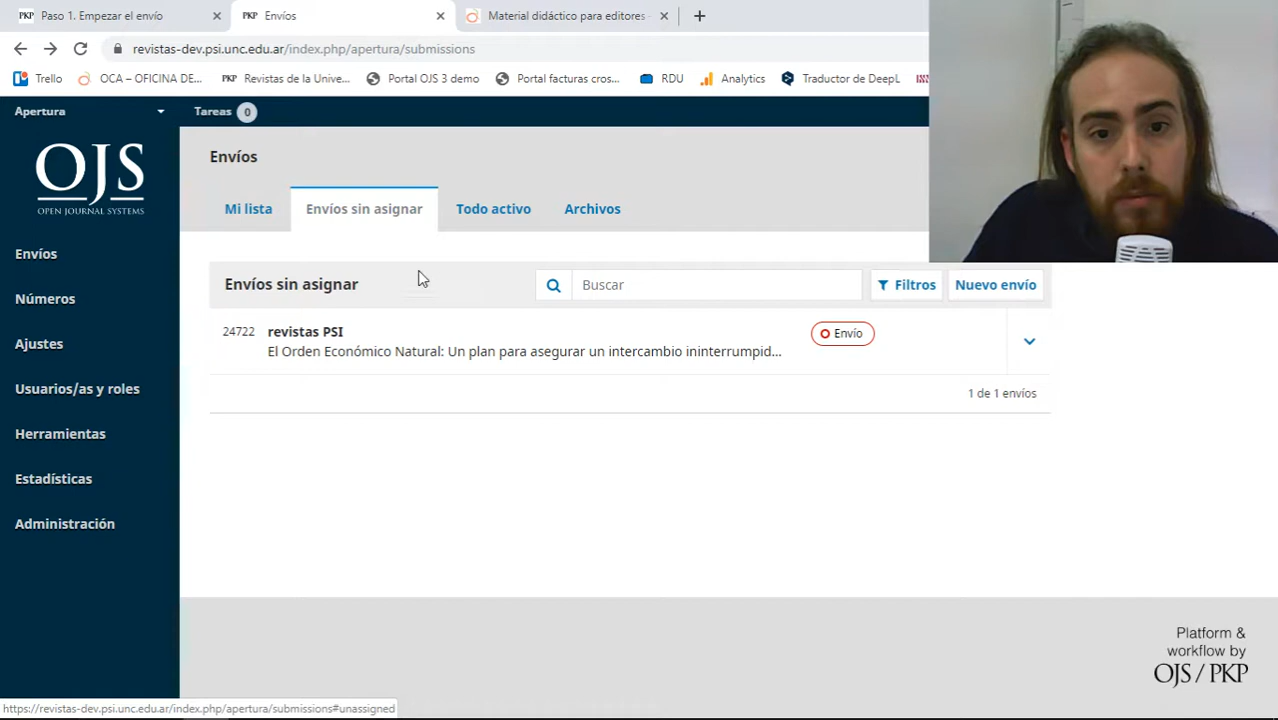 Paso 1. Empezar el envío
Envíos
Material didáctico para editores -
revistas-dev.psi.unc.edu.ar/index.php/apertura/submissions
Trello
OCA – OFICINA DE...
Revistas de la Unive...
Portal OJS 3 demo
Portal facturas cros...
RDU
Analytics
Traductor de DeepL
Apertura
Tareas 0
OJS
OPEN JOURNAL SYSTEMS
Envíos
Números
Ajustes
Usuarios/as y roles
Herramientas
Estadísticas
Administración
Envíos
Mi lista
Envíos sin asignar
Todo activo
Archivos
Envíos sin asignar
Buscar
Filtros
Nuevo envío
24722 revistas PSI
Envío
El Orden Económico Natural: Un plan para asegurar un intercambio ininterrumpid...
1 de 1 envíos
Platform &
workflow by
OJS / PKP
https://revistas-dev.psi.unc.edu.ar/index.php/apertura/submissions#unassigned